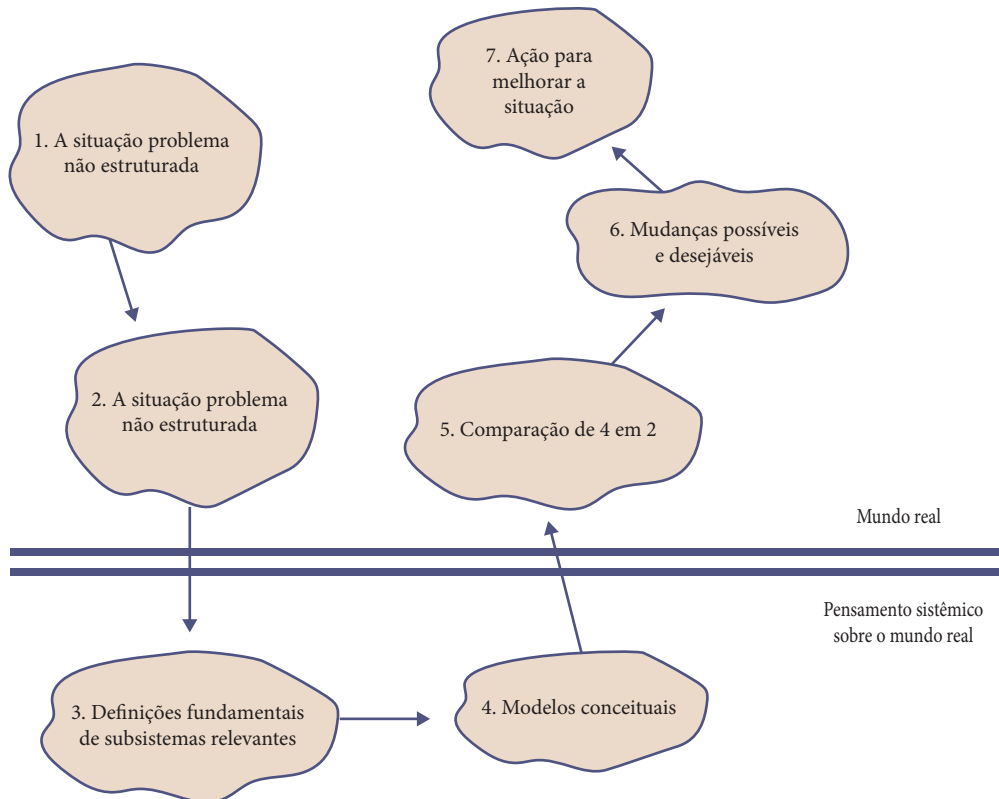 1. A situação problema
não estruturada
2. A situação problema
não estruturada
3. Definições fundamentais
de subsistemas relevantes
4. Modelos conceituais
5. Comparação de 4 em 2
6. Mudanças possíveis
e desejáveis
7. Ação para
melhorar a
situação
Mundo real
Pensamento sistêmico
sobre o mundo real